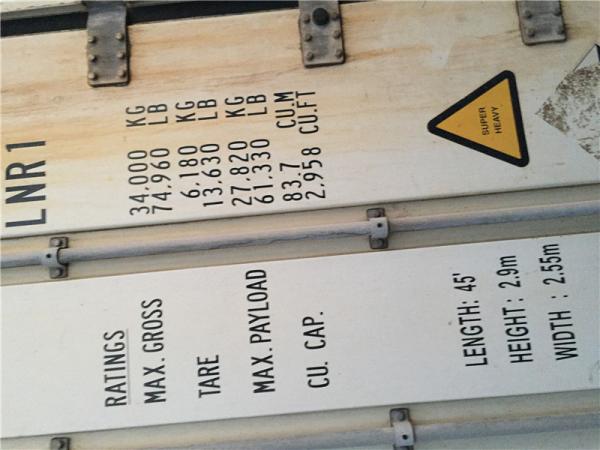 LNR1
RATINGS
MAX. GROSS 34.000 KG
74.960 LB
TARE 6.180 KG
13.630 LB
MAX. PAYLOAD 27.820 KG
61.330 LB
CU. CAP. 83.7 CU.M
2.958 CU.FT
SUPER
HEAVY
LENGTH: 45'
HEIGHT: 2.9m
WIDTH : 2.55m